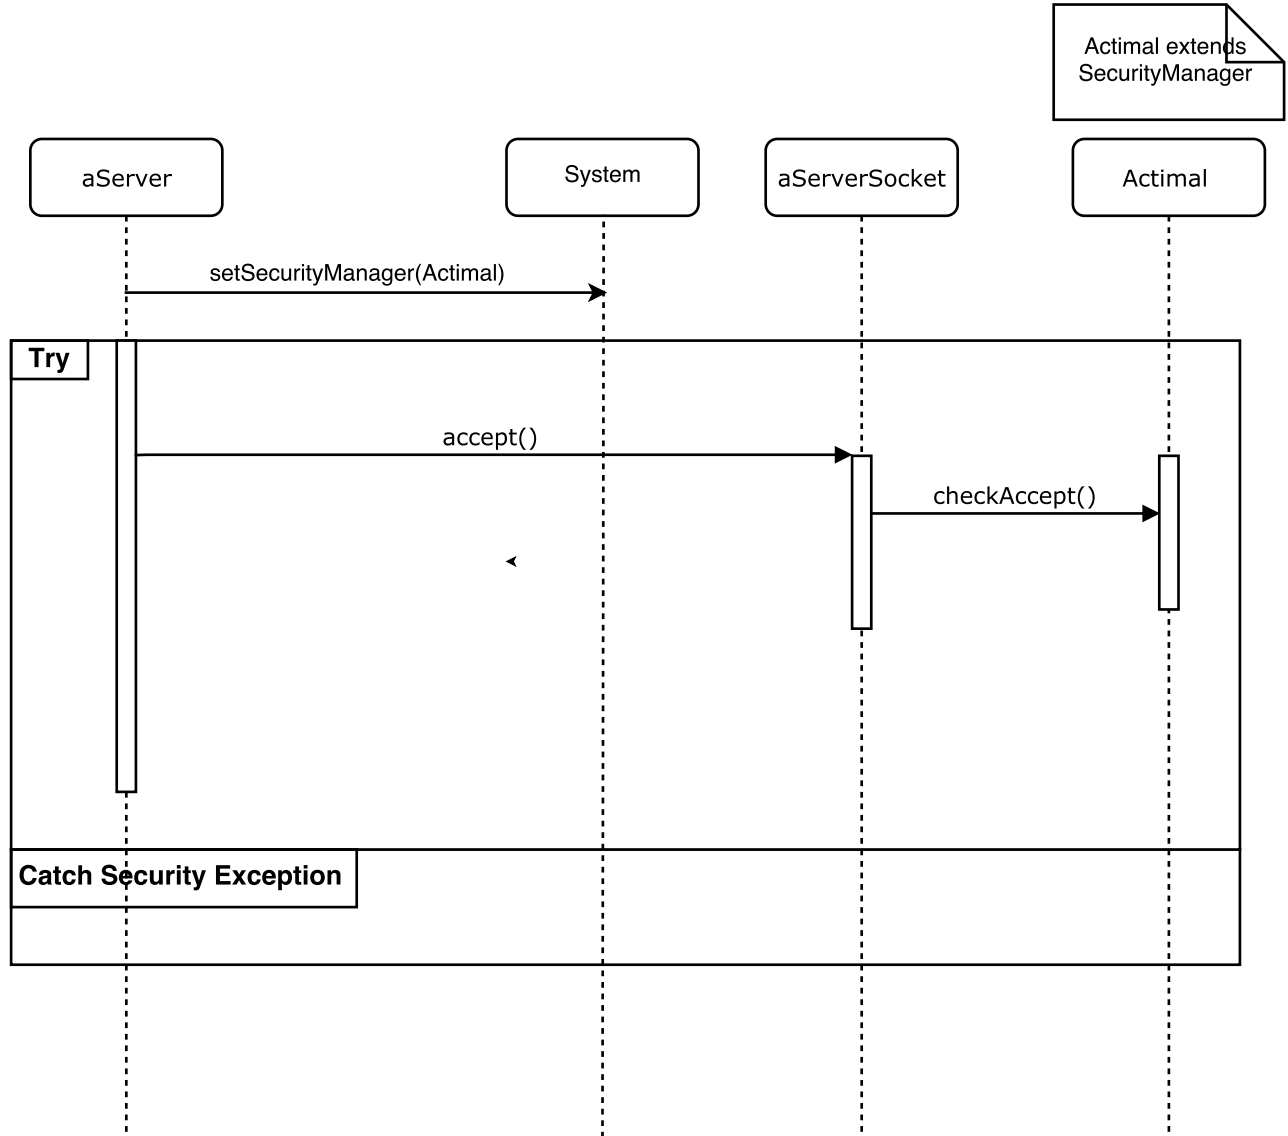 Actimal extends
SecurityManager
aServer
System
aServerSocket
Actimal
setSecurityManager(Actimal)
Try
accept()
checkAccept()
Catch Security Exception